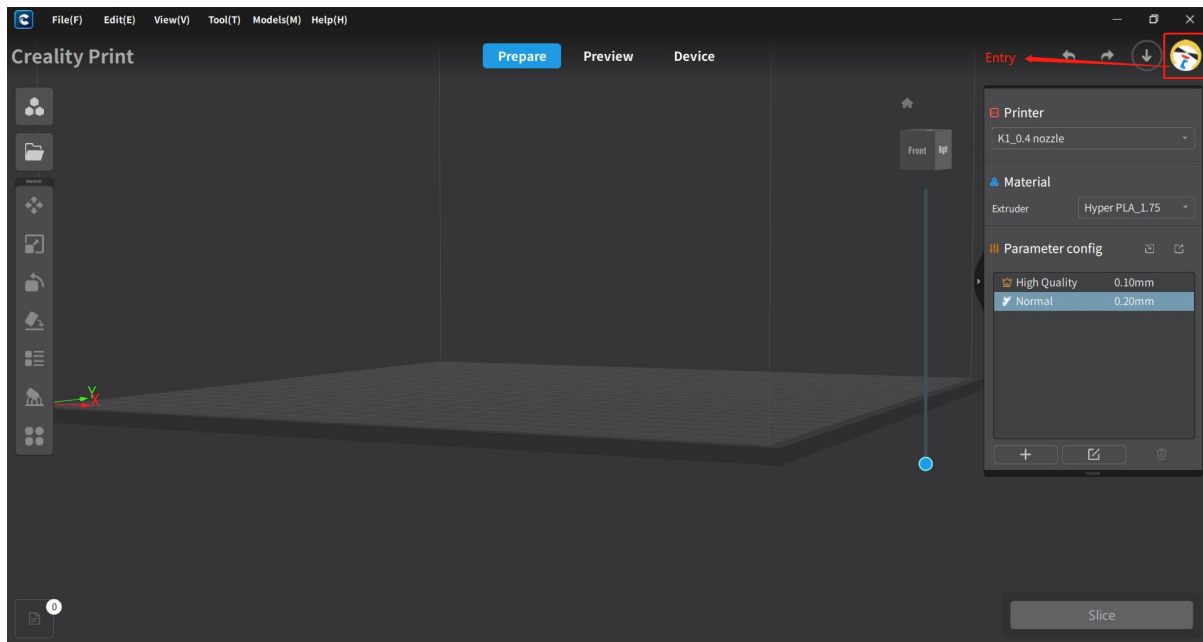 File(F) Edit(E) View(V) Tool(T) Models(M) Help(H)
Creality Print
Prepare Preview Device
Entry
Printer
K1_0.4 nozzle
Material
Extruder Hyper PLA_1.75
Parameter config
High Quality 0.10mm
Normal 0.20mm
Front
Y
X
0
Slice